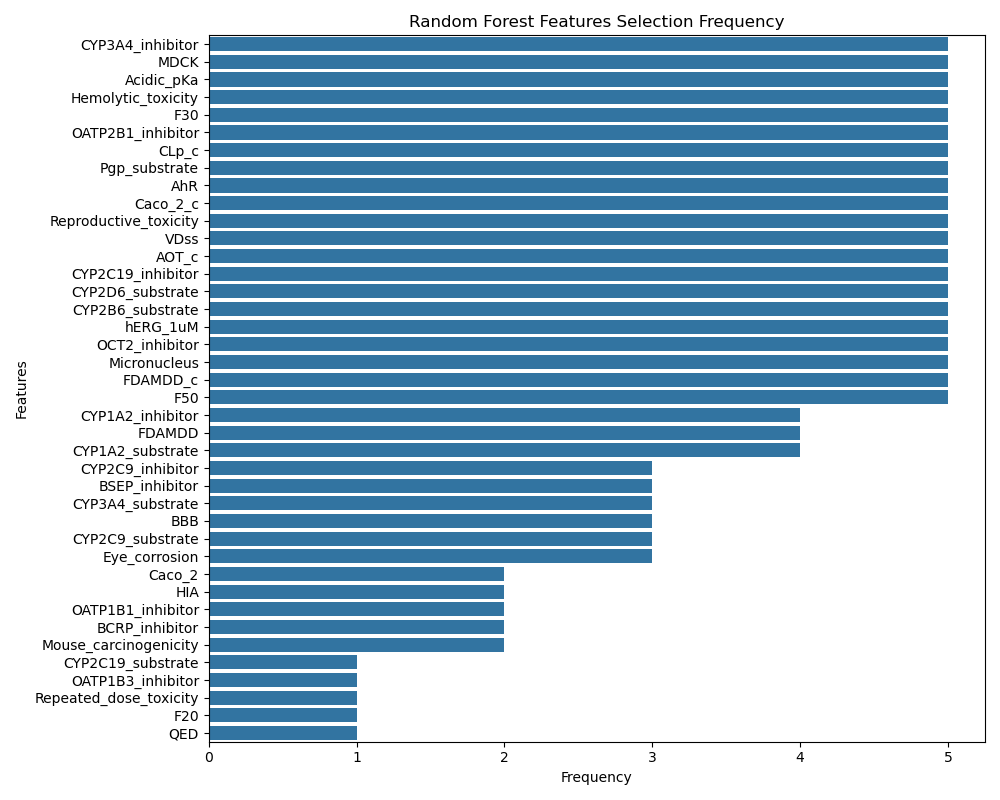 Random Forest Features Selection Frequency
CYP3A4_inhibitor
MDCK
Acidic_pKa
Hemolytic_toxicity
F30
OATP2B1_inhibitor
CLp_c
Pgp_substrate
AhR
Caco_2_c
Reproductive_toxicity
VDss
AOT_c
CYP2C19_inhibitor
CYP2D6_substrate
CYP2B6_substrate
hERG_1uM
OCT2_inhibitor
Micronucleus
FDAMDD_c
F50
CYP1A2_inhibitor
FDAMDD
CYP1A2_substrate
CYP2C9_inhibitor
BSEP_inhibitor
CYP3A4_substrate
BBB
CYP2C9_substrate
Eye_corrosion
Caco_2
HIA
OATP1B1_inhibitor
BCRP_inhibitor
Mouse_carcinogenicity
CYP2C19_substrate
OATP1B3_inhibitor
Repeated_dose_toxicity
F20
QED
Features
0 1 2 3 4 5
Frequency